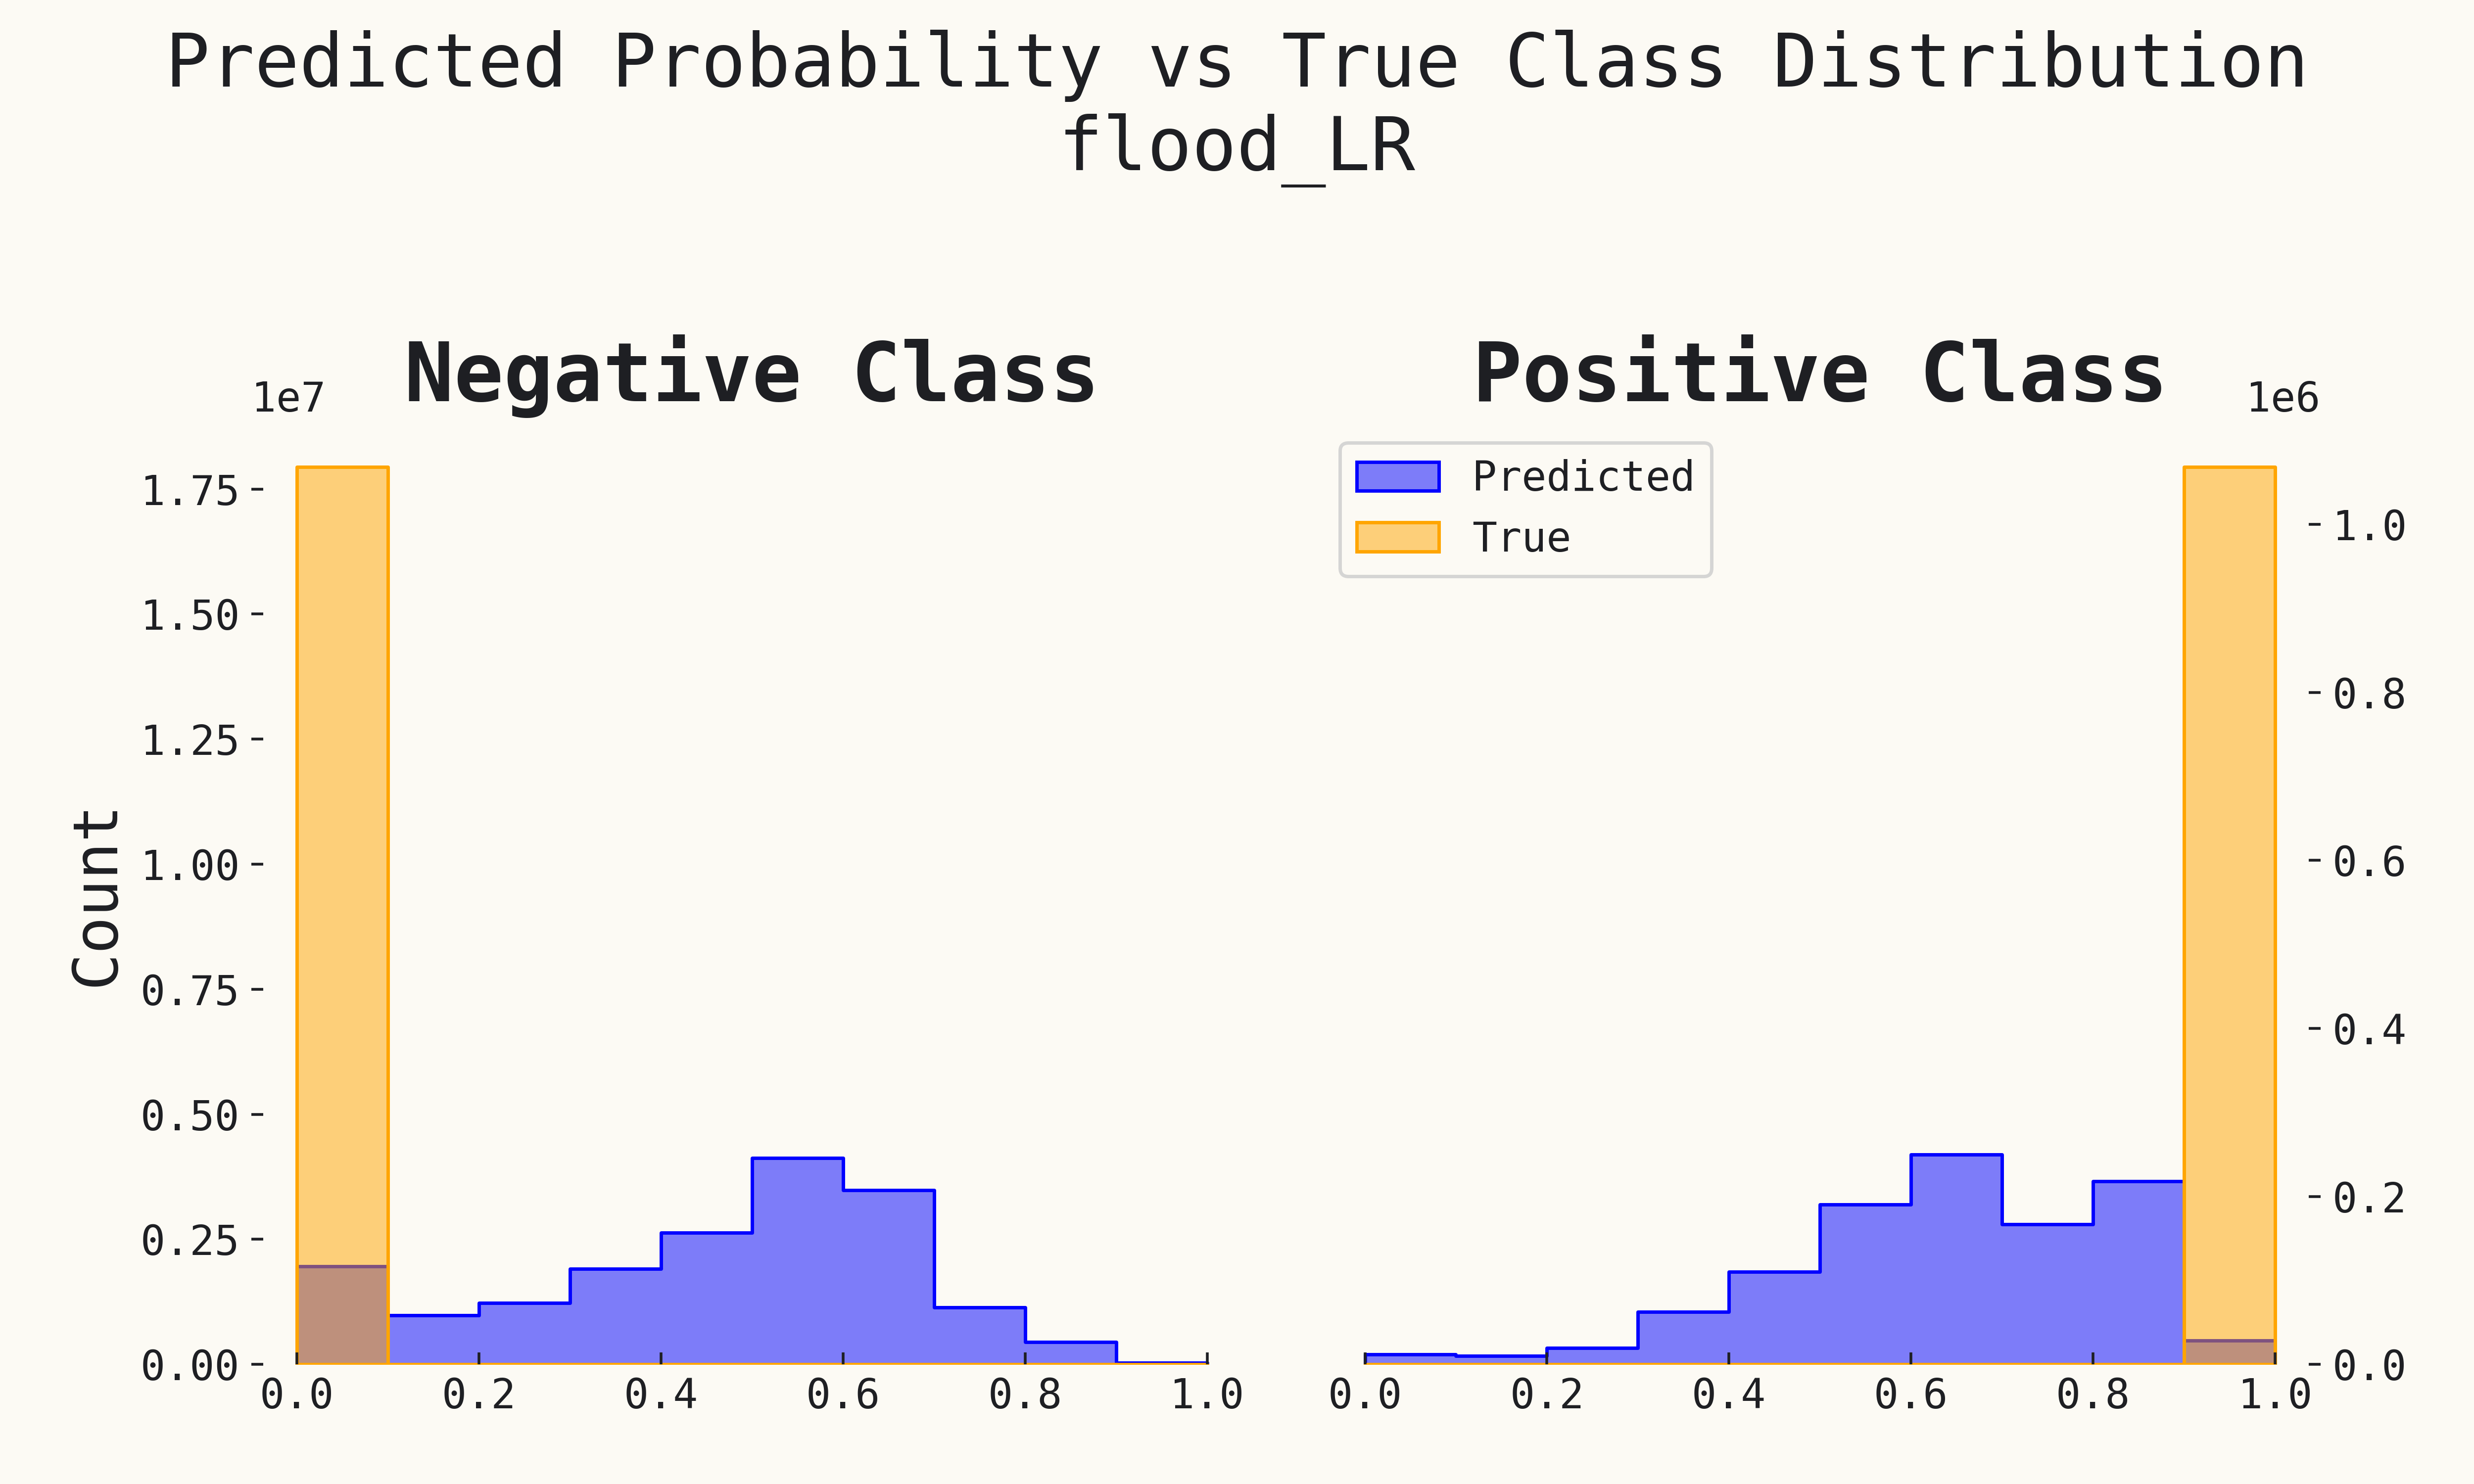 Predicted Probability vs True Class Distribution
flood_LR
Negative Class
1e7
1.75
1.50
1.25
1.00
0.75
0.50
0.25
0.00
Count
0.0 0.2 0.4 0.6 0.8 1.0
Positive Class
1e6
Predicted
True
1.0
0.8
0.6
0.4
0.2
0.0
0.0 0.2 0.4 0.6 0.8 1.0